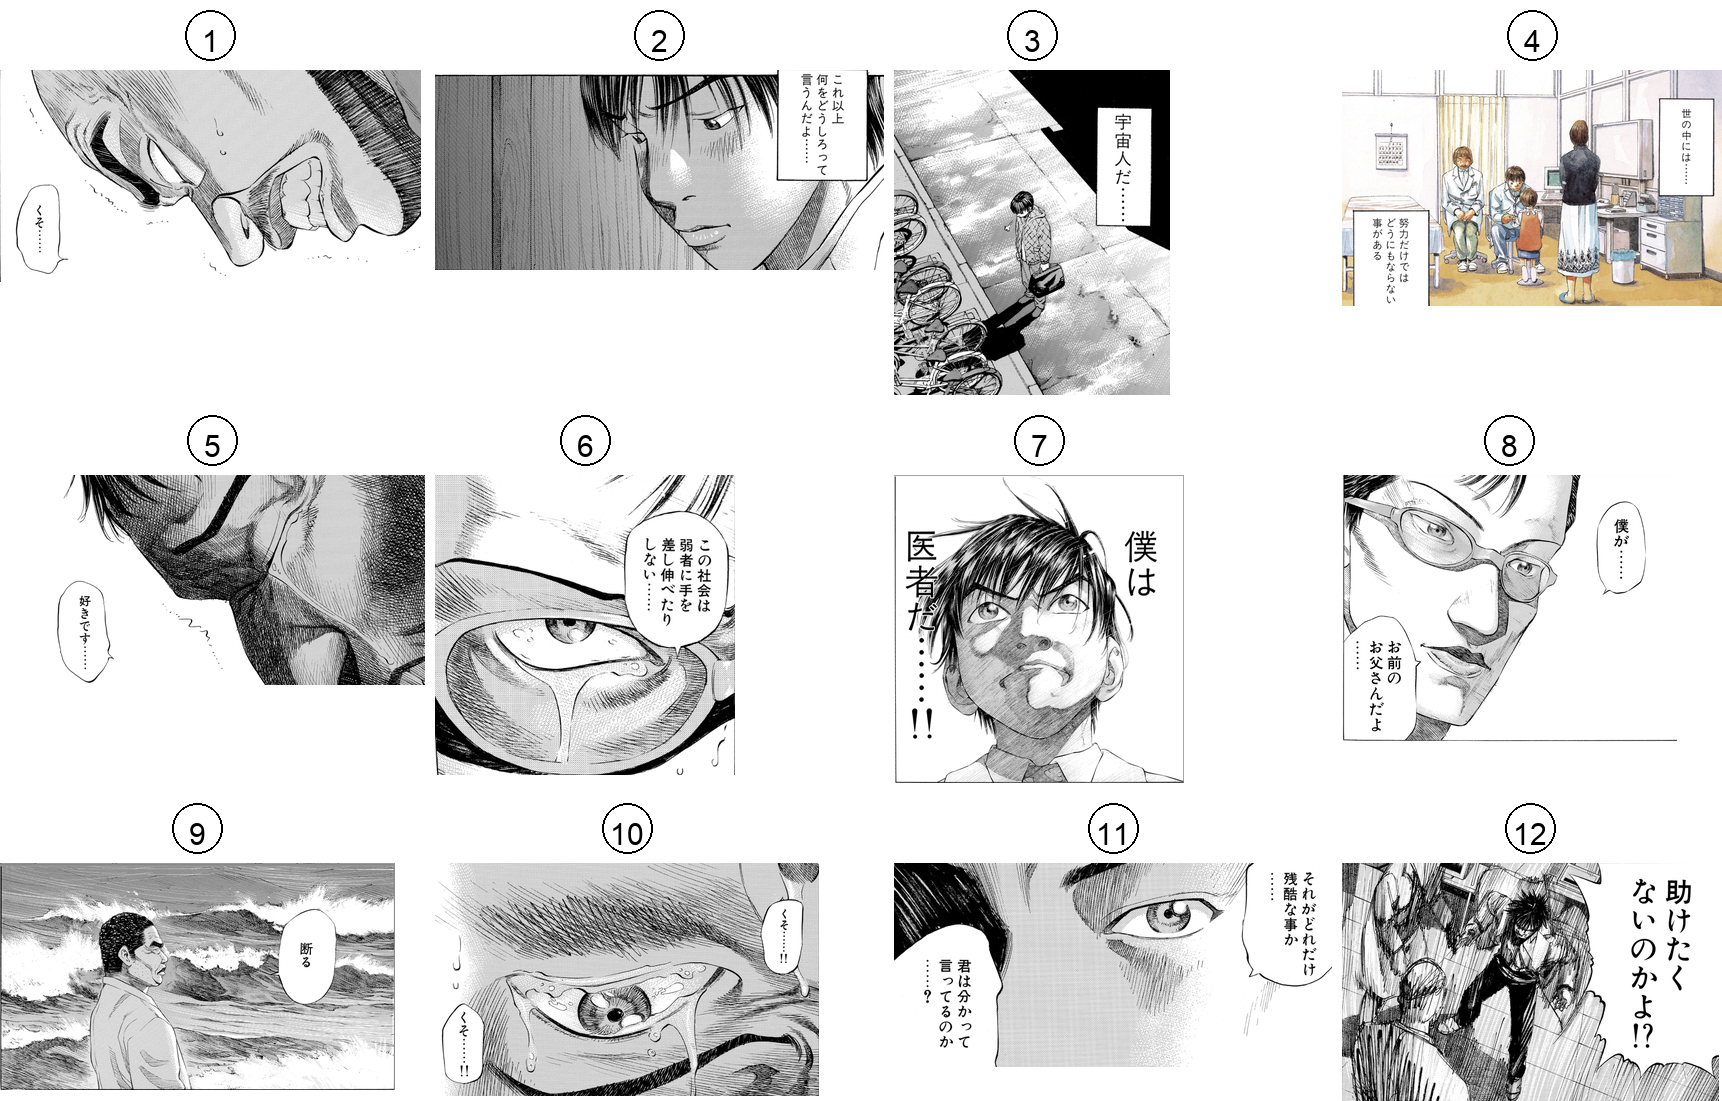 1
くそ……
2
これ以上
何をどうしろって
言うんだよ……
3
宇宙人だ……
4
世の中には……
努力だけでは
どうにもならない
事がある
5
好きです……
6
この社会は
弱者に手を
差し伸べたり
しない……
7
僕は
医者だ……!!
8
僕が……
お前の
お父さんだよ
……
9
断る
10
くそ……!!
くそ……!!
11
それがどれだけ
残酷な事か
……
君は分かって
言ってるのか
……?
12
助けたく
ないのかよ!?